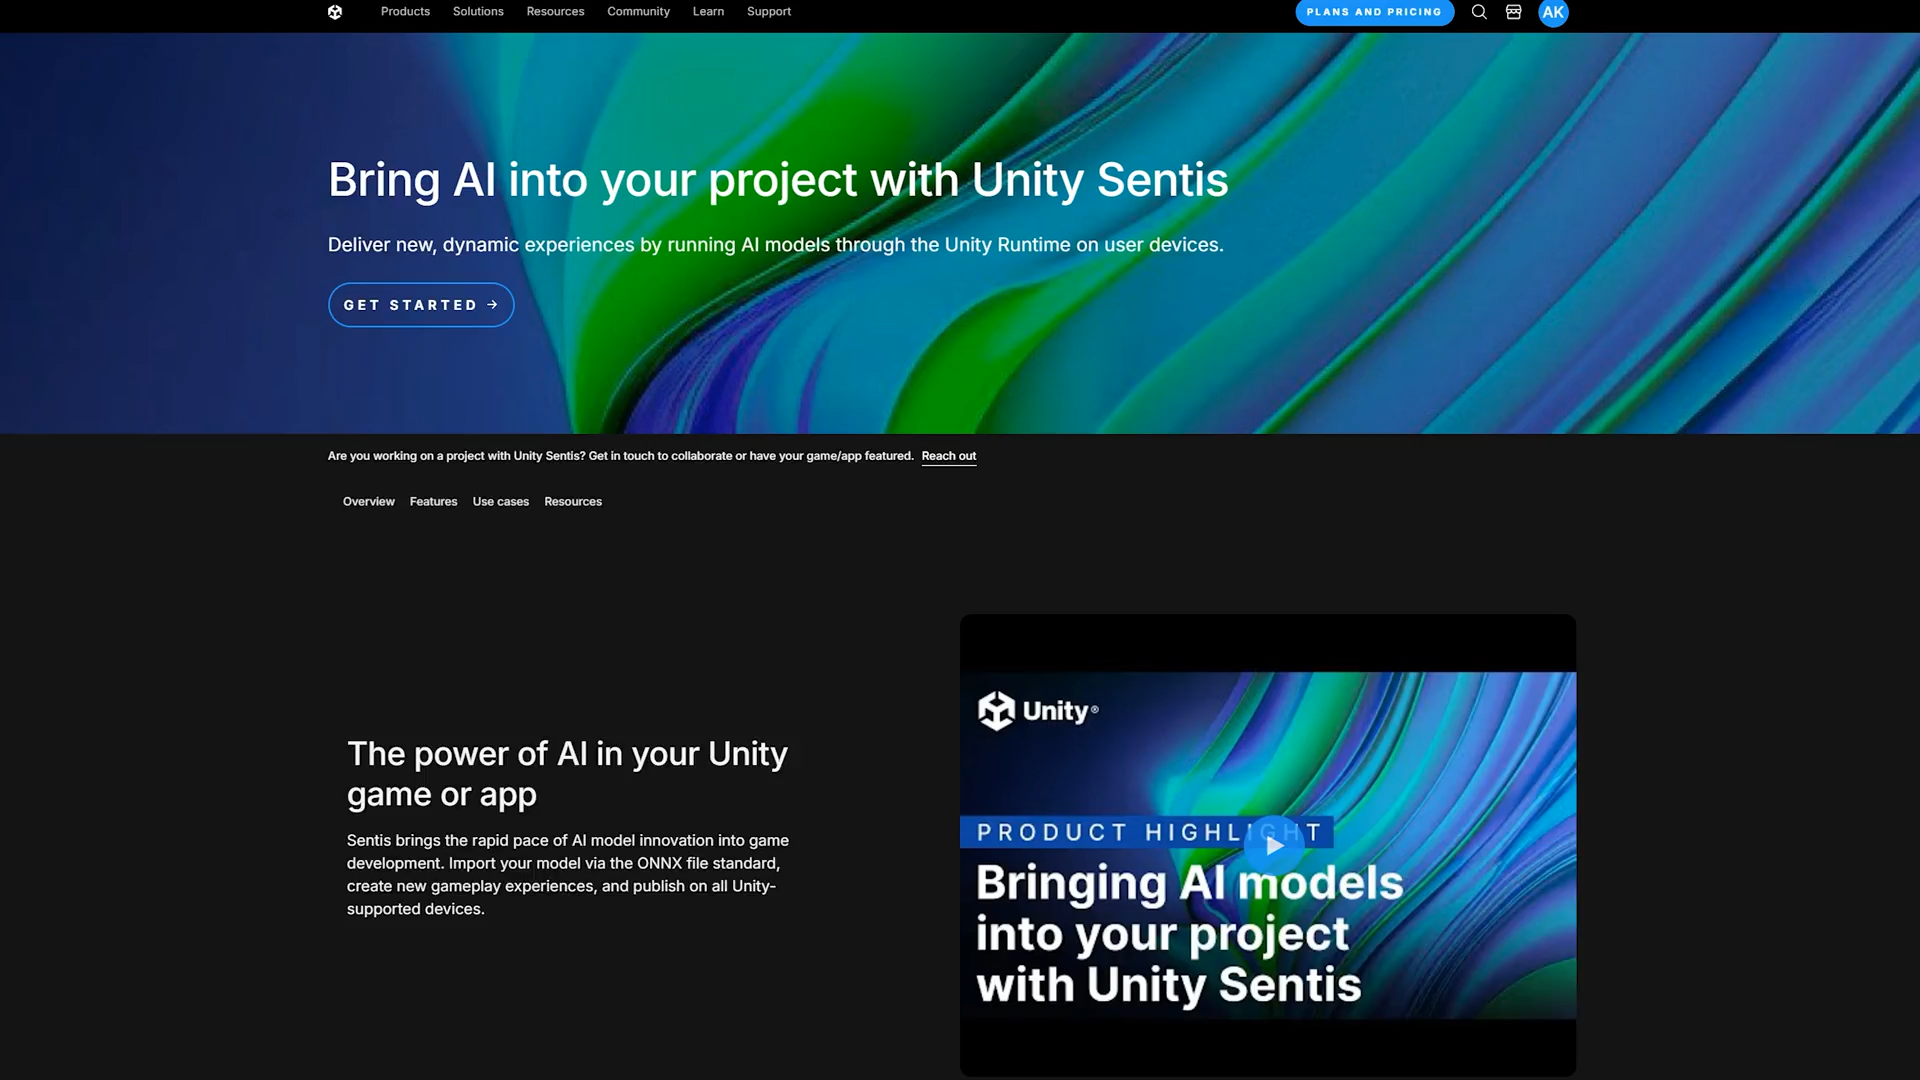 Products Solutions Resources Community Learn Support PLANS AND PRICING AK
Bring AI into your project with Unity Sentis
Deliver new, dynamic experiences by running AI models through the Unity Runtime on user devices.
GET STARTED →
Are you working on a project with Unity Sentis? Get in touch to collaborate or have your game/app featured. Reach out
Overview Features Use cases Resources
The power of AI in your Unity
game or app
Sentis brings the rapid pace of AI model innovation into game
development. Import your model via the ONNX file standard,
create new gameplay experiences, and publish on all Unity-
supported devices.
Unity®
PRODUCT HIGHLIGHT
Bringing AI models
into your project
with Unity Sentis